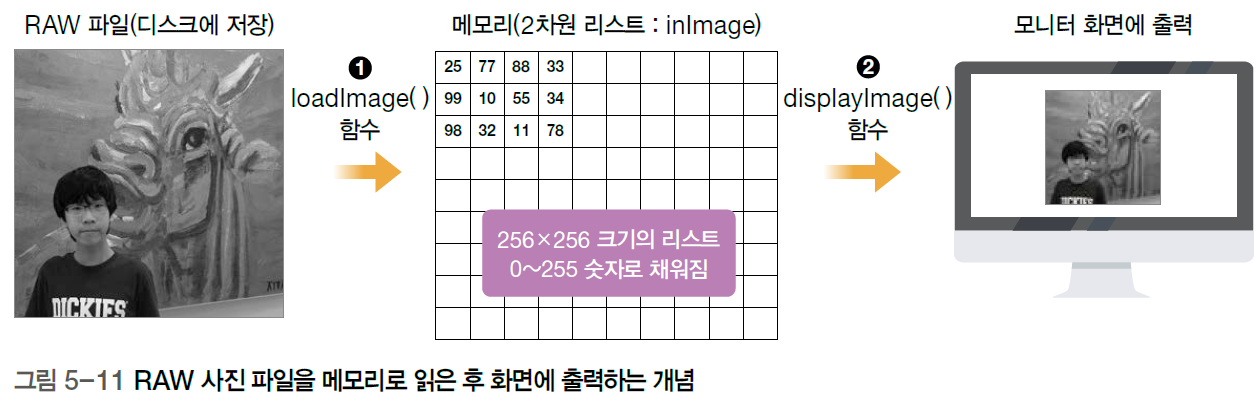 RAW 파일(디스크에 저장)
메모리(2차원 리스트 : inImage)
모니터 화면에 출력
❶
loadImage( )
함수
25 77 88 33
99 10 55 34
98 32 11 78
256×256 크기의 리스트
0~255 숫자로 채워짐
❷
displayImage( )
함수
DICKIES
그림 5-11 RAW 사진 파일을 메모리로 읽은 후 화면에 출력하는 개념